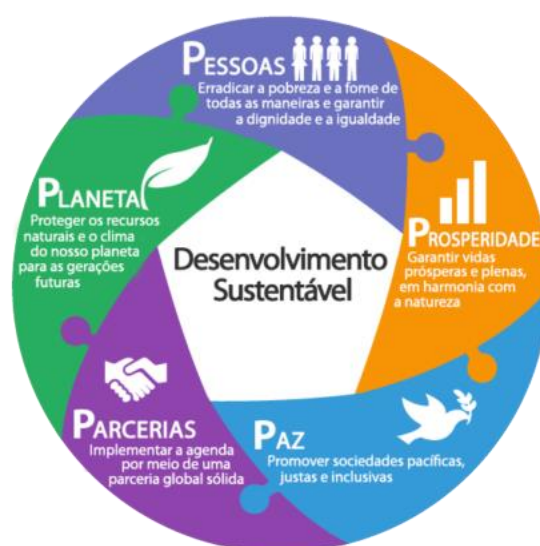 PESSOAS
Erradicar a pobreza e a fome de
todas as maneiras e garantir
a dignidade e a igualdade
PLANETA
Proteger os recursos
naturais e o clima
do nosso planeta
para as gerações
futuras
PROSPERIDADE
Garantir vidas
prósperas e plenas,
em harmonia com
a natureza
Desenvolvimento
Sustentável
PARCERIAS
Implementar a agenda
por meio de uma
parceria global sólida
PAZ
Promover sociedades pacíficas,
justas e inclusivas